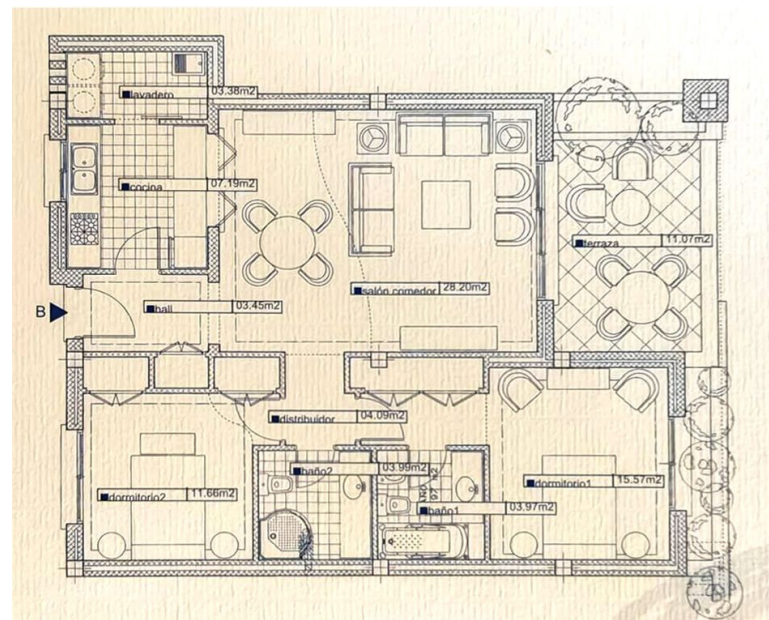 lavadero 03.38m2
cocina 07.19m2
terraza 11.07m2
salón comedor 28.20m2
B
hall 03.45m2
distribuidor 04.09m2
baño2 03.99m2
dormitorio1 15.57m2
dormitorio2 11.66m2
baño1 03.97m2